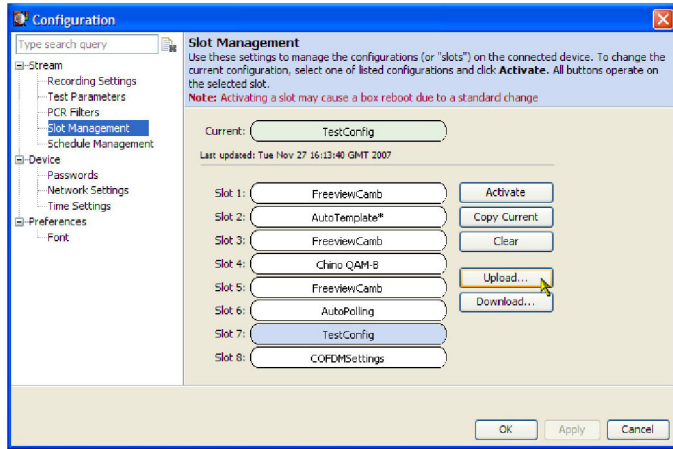 Configuration
Type search query
Stream
Recording Settings
Test Parameters
PCR Filters
Slot Management
Schedule Management
Device
Passwords
Network Settings
Time Settings
Preferences
Font
Slot Management
Use these settings to manage the configurations (or "slots") on the connected device. To change the
current configuration, select one of listed configurations and click Activate. All buttons operate on
the selected slot.
Note: Activating a slot may cause a box reboot due to a standard change
Current: TestConfig
Last updated: Tue Nov 27 16:13:40 GMT 2007
Slot 1: FreeviewCamb Activate
Slot 2: AutoTemplate* Copy Current
Slot 3: FreeviewCamb Clear
Slot 4: Chino QAM-B
Upload...
Slot 5: FreeviewCamb
Download...
Slot 6: AutoPolling
Slot 7: TestConfig
Slot 8: COFDMSettings
OK Apply Cancel